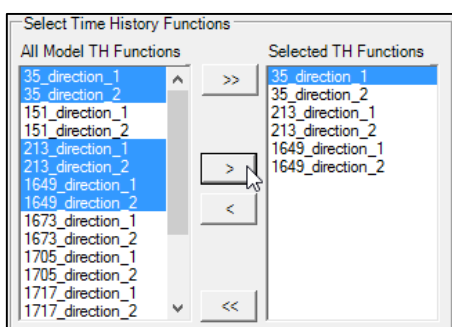 Select Time History Functions
All Model TH Functions
35_direction_1
35_direction_2
151_direction_1
151_direction_2
213_direction_1
213_direction_2
1649_direction_1
1649_direction_2
1673_direction_1
1673_direction_2
1705_direction_1
1705_direction_2
1717_direction_1
1717_direction_2
>>
>
<
<<
Selected TH Functions
35_direction_1
35_direction_2
213_direction_1
213_direction_2
1649_direction_1
1649_direction_2